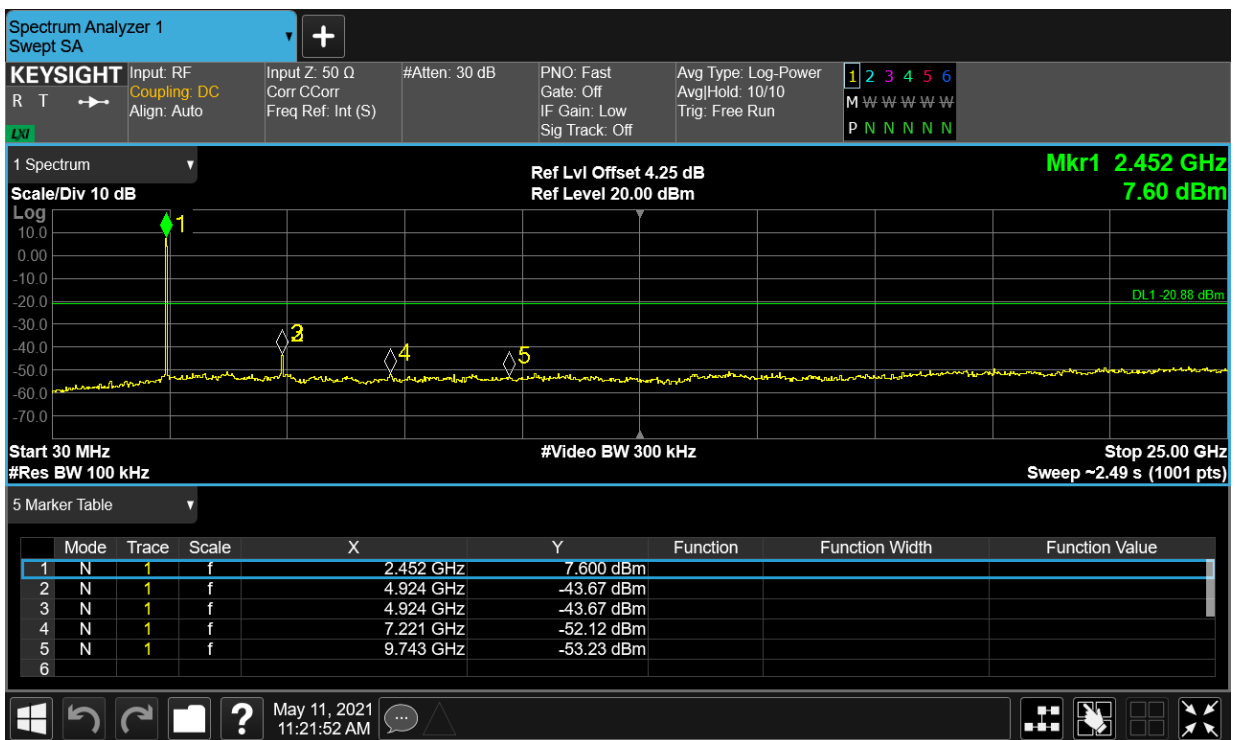 Spectrum Analyzer 1
Swept SA
+
KEYSIGHT
R T
LXI
Input: RF
Coupling: DC
Align: Auto
Input Z: 50 Ω
Corr CCorr
Freq Ref: Int (S)
#Atten: 30 dB
PNO: Fast
Gate: Off
IF Gain: Low
Sig Track: Off
Avg Type: Log-Power
Avg|Hold: 10/10
Trig: Free Run
1 2 3 4 5 6
M W W W W W
P N N N N N
1 Spectrum
Scale/Div 10 dB
Ref Lvl Offset 4.25 dB
Ref Level 20.00 dBm
Mkr1 2.452 GHz
7.60 dBm
Log
10.0
0.00
-10.0
-20.0
-30.0
-40.0
-50.0
-60.0
-70.0
1
2
3
4
5
DL1 -20.88 dBm
Start 30 MHz
#Video BW 300 kHz
Stop 25.00 GHz
#Res BW 100 kHz
Sweep ~2.49 s (1001 pts)
5 Marker Table
Mode Trace Scale X Y Function Function Width Function Value
1 N 1 f 2.452 GHz 7.600 dBm
2 N 1 f 4.924 GHz -43.67 dBm
3 N 1 f 4.924 GHz -43.67 dBm
4 N 1 f 7.221 GHz -52.12 dBm
5 N 1 f 9.743 GHz -53.23 dBm
6
?
May 11, 2021
11:21:52 AM